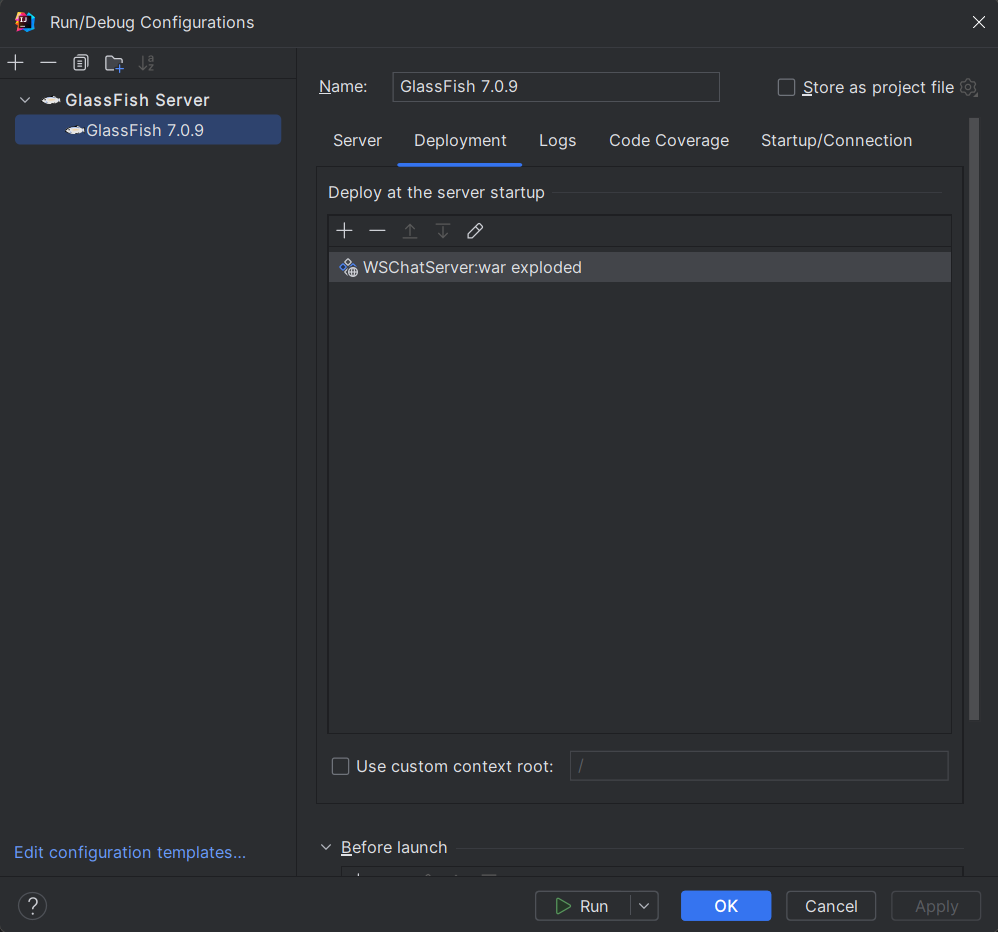 Run/Debug Configurations
GlassFish Server
GlassFish 7.0.9
Edit configuration templates...
Name: GlassFish 7.0.9 Store as project file
Server Deployment Logs Code Coverage Startup/Connection
Deploy at the server startup
WSChatServer:war exploded
Use custom context root: /
Before launch
? Run OK Cancel Apply